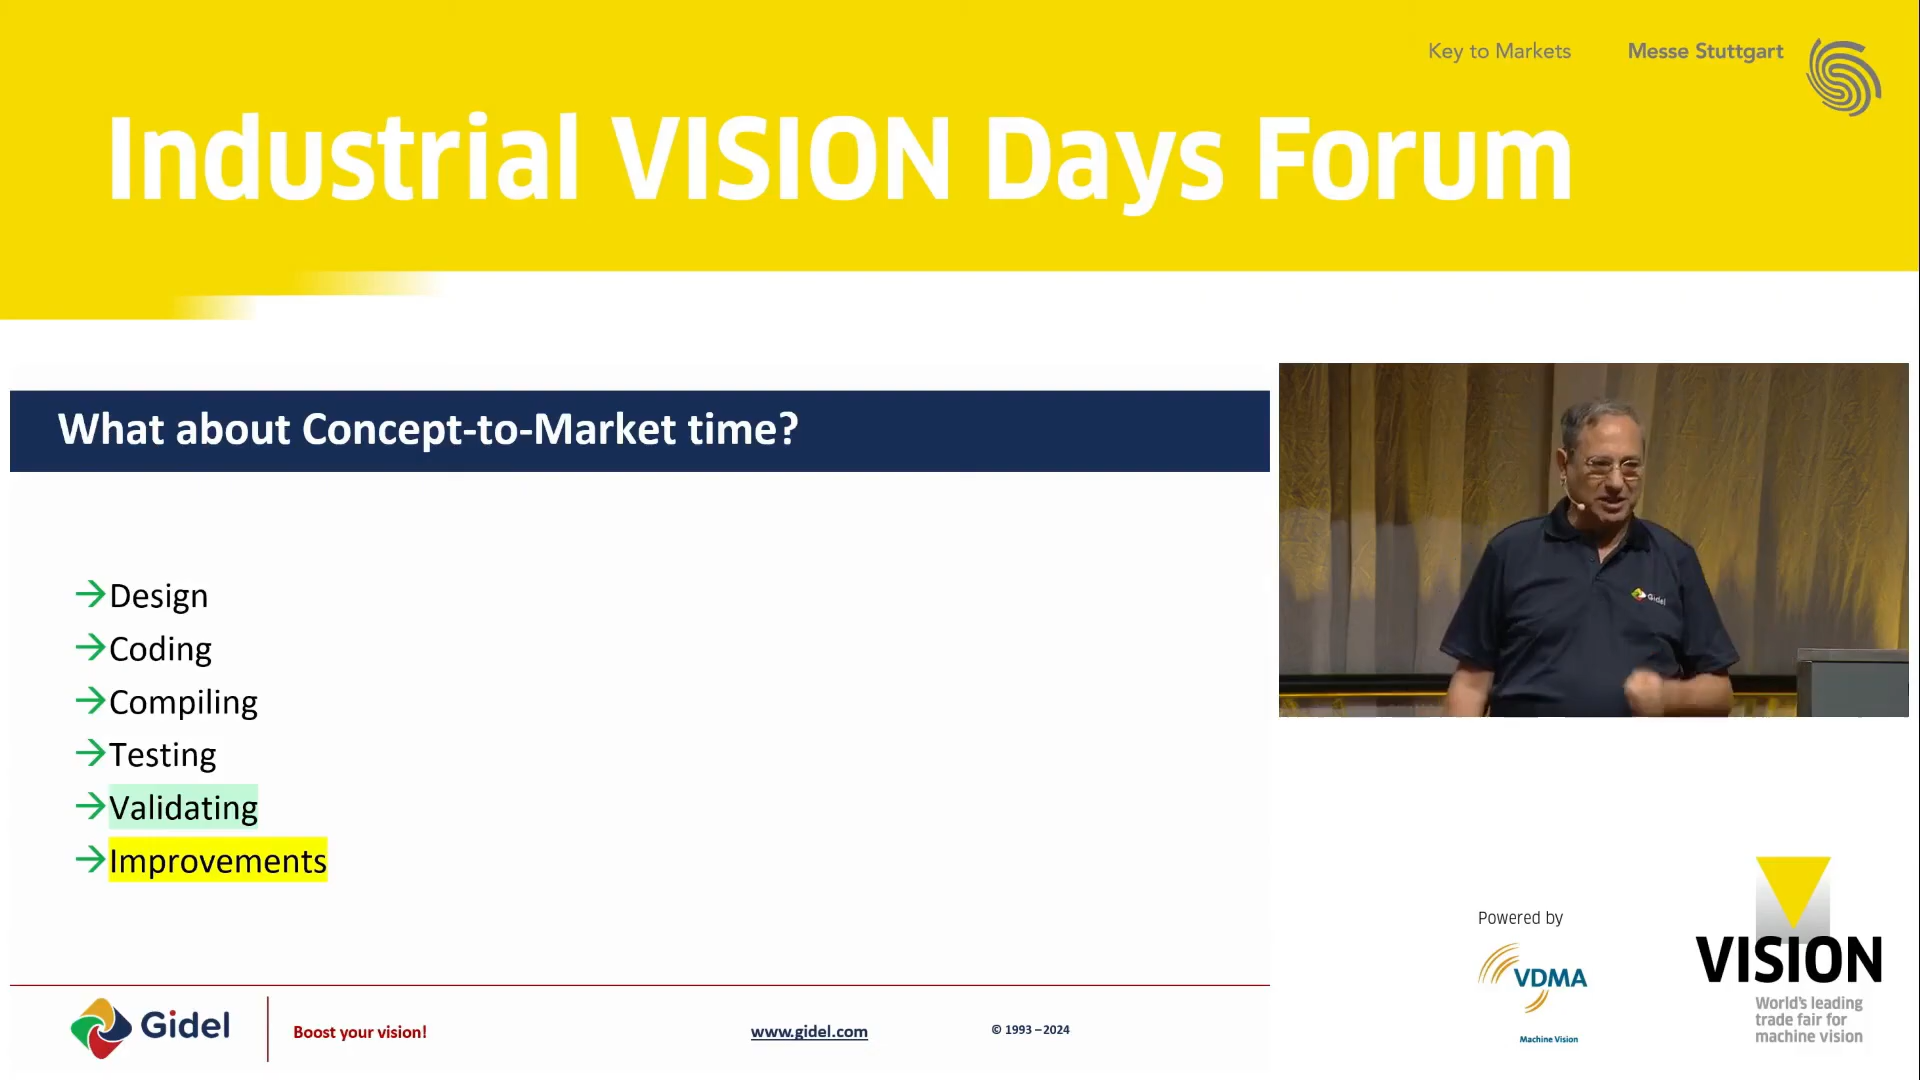 Key to Markets
Messe Stuttgart
Industrial VISION Days Forum
What about Concept-to-Market time?
→Design
→Coding
→Compiling
→Testing
→Validating
→Improvements
Gidel
Powered by
VDMA
Machine Vision
VISION
World's leading
trade fair for
machine vision
Gidel
Boost your vision!
www.gidel.com
© 1993 – 2024